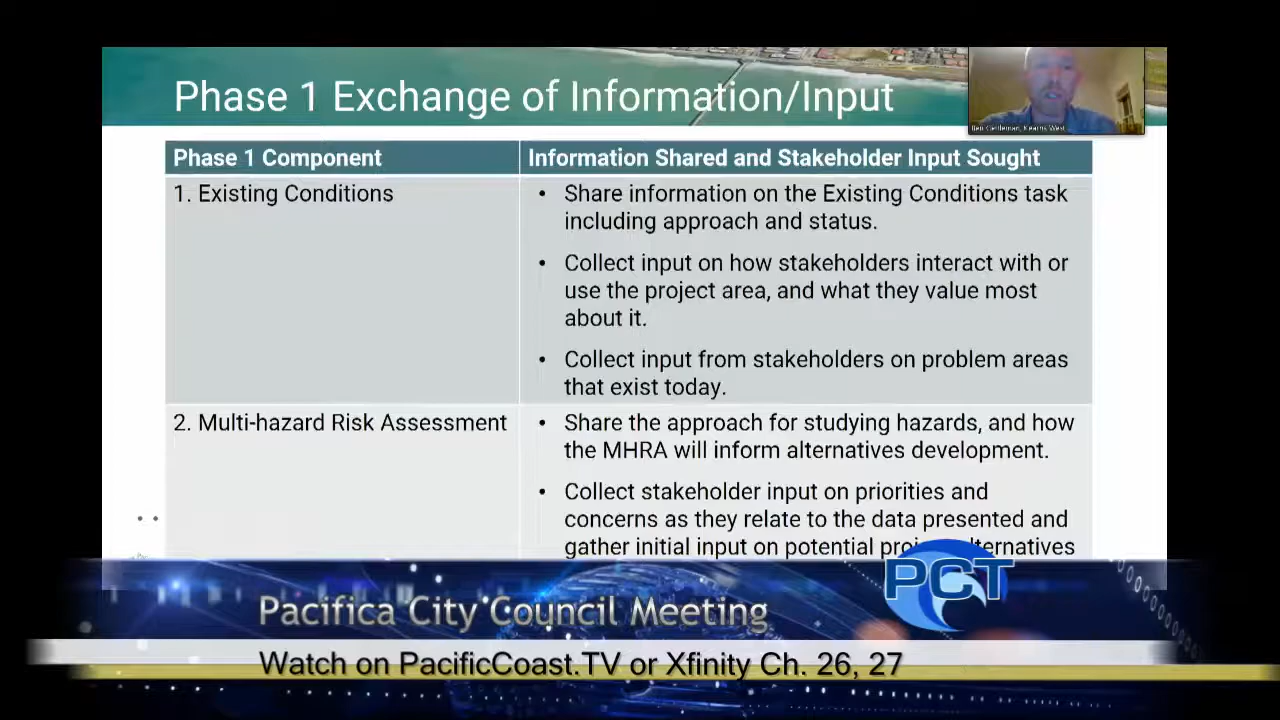 Phase 1 Exchange of Information/Input
Ben Gettleman, Kearns West
Phase 1 Component
Information Shared and Stakeholder Input Sought
1. Existing Conditions
• Share information on the Existing Conditions task
including approach and status.
• Collect input on how stakeholders interact with or
use the project area, and what they value most
about it.
• Collect input from stakeholders on problem areas
that exist today.
2. Multi-hazard Risk Assessment
• Share the approach for studying hazards, and how
the MHRA will inform alternatives development.
• Collect stakeholder input on priorities and
concerns as they relate to the data presented and
gather initial input on potential
PCT
Pacifica City Council Meeting
Watch on PacificCoast.TV or Xfinity Ch. 26, 27